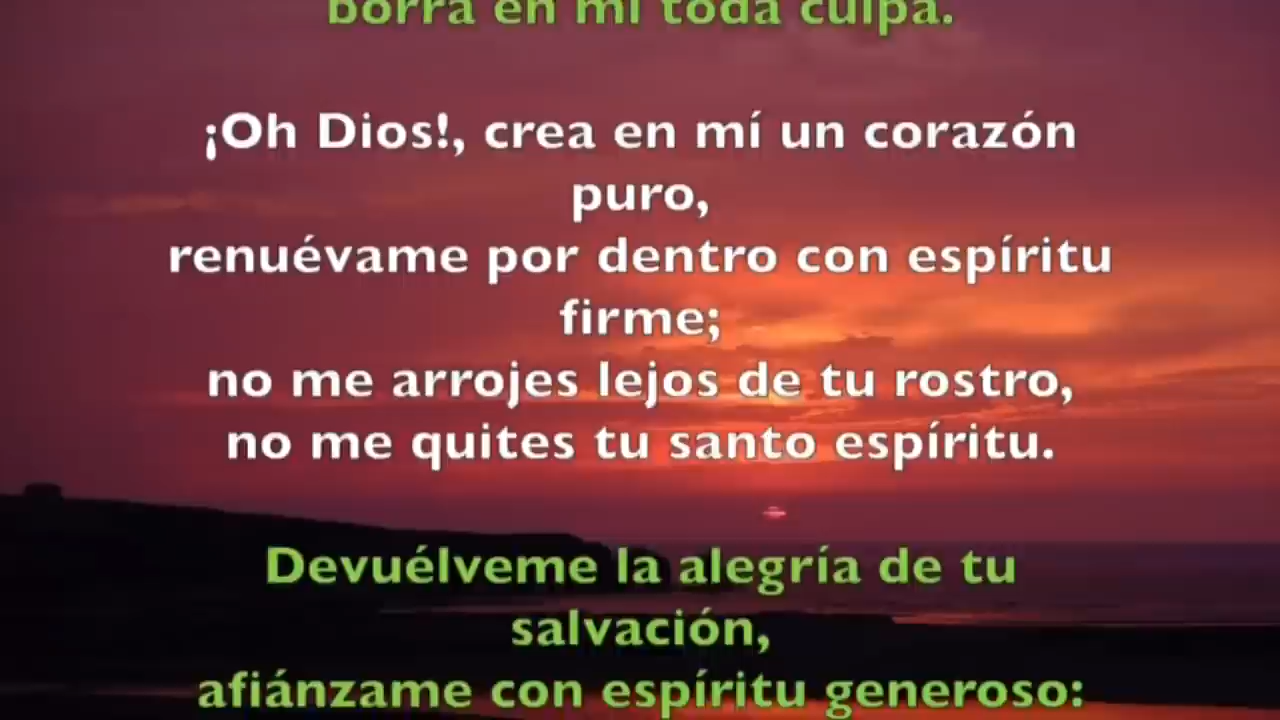 borra en mí toda culpa.
¡Oh Dios!, crea en mí un corazón
puro,
renuévame por dentro con espíritu
firme;
no me arrojes lejos de tu rostro,
no me quites tu santo espíritu.
Devuélveme la alegría de tu
salvación,
afiánzame con espíritu generoso: